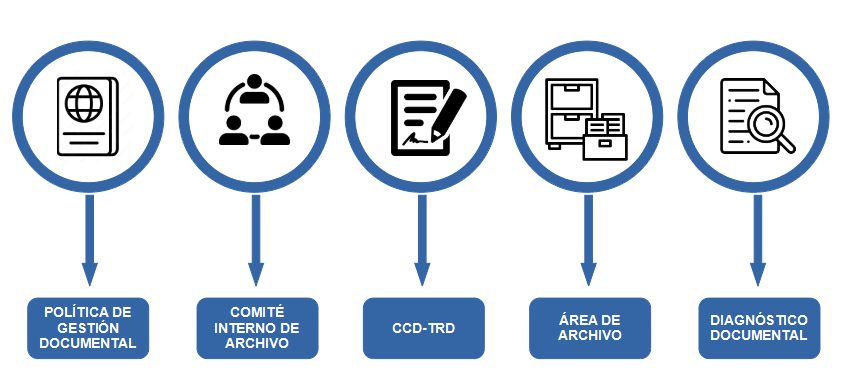 POLÍTICA DE
GESTIÓN
DOCUMENTAL
COMITÉ
INTERNO DE
ARCHIVO
CCD-TRD
ÁREA DE
ARCHIVO
DIAGNÓSTICO
DOCUMENTAL